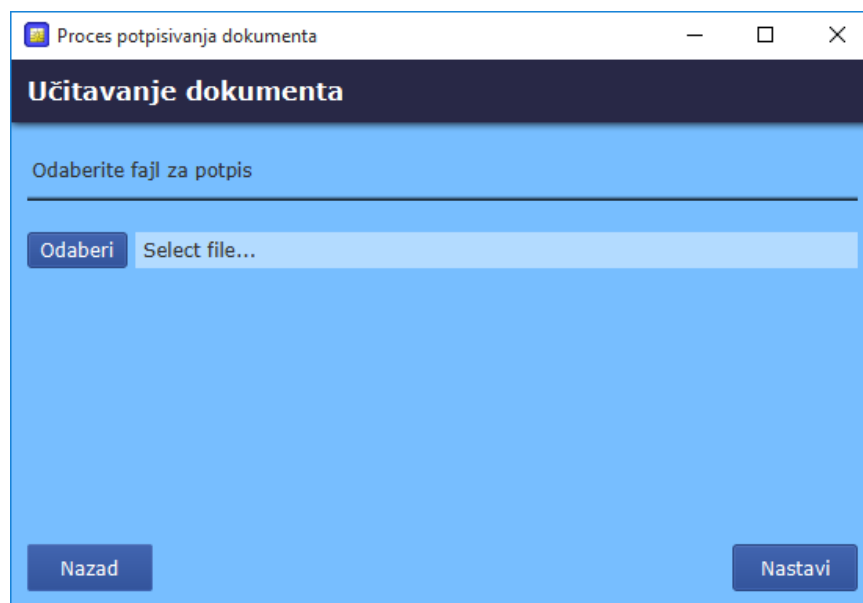 Proces potpisivanja dokumenta
Učitavanje dokumenta
Odaberite fajl za potpis
Odaberi Select file...
Nazad Nastavi